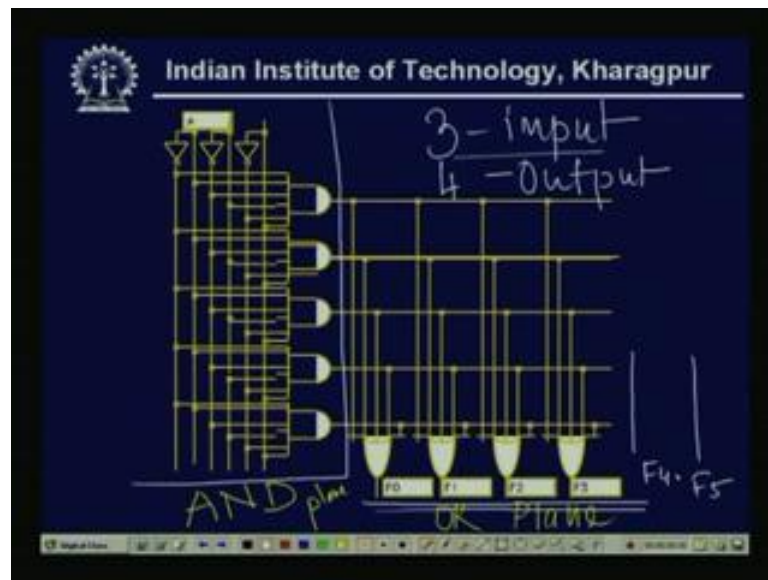 Indian Institute of Technology, Kharagpur
3 - input
4 - Output
F0
F1
F2
F3
F4. F5
AND plane
OR Plane